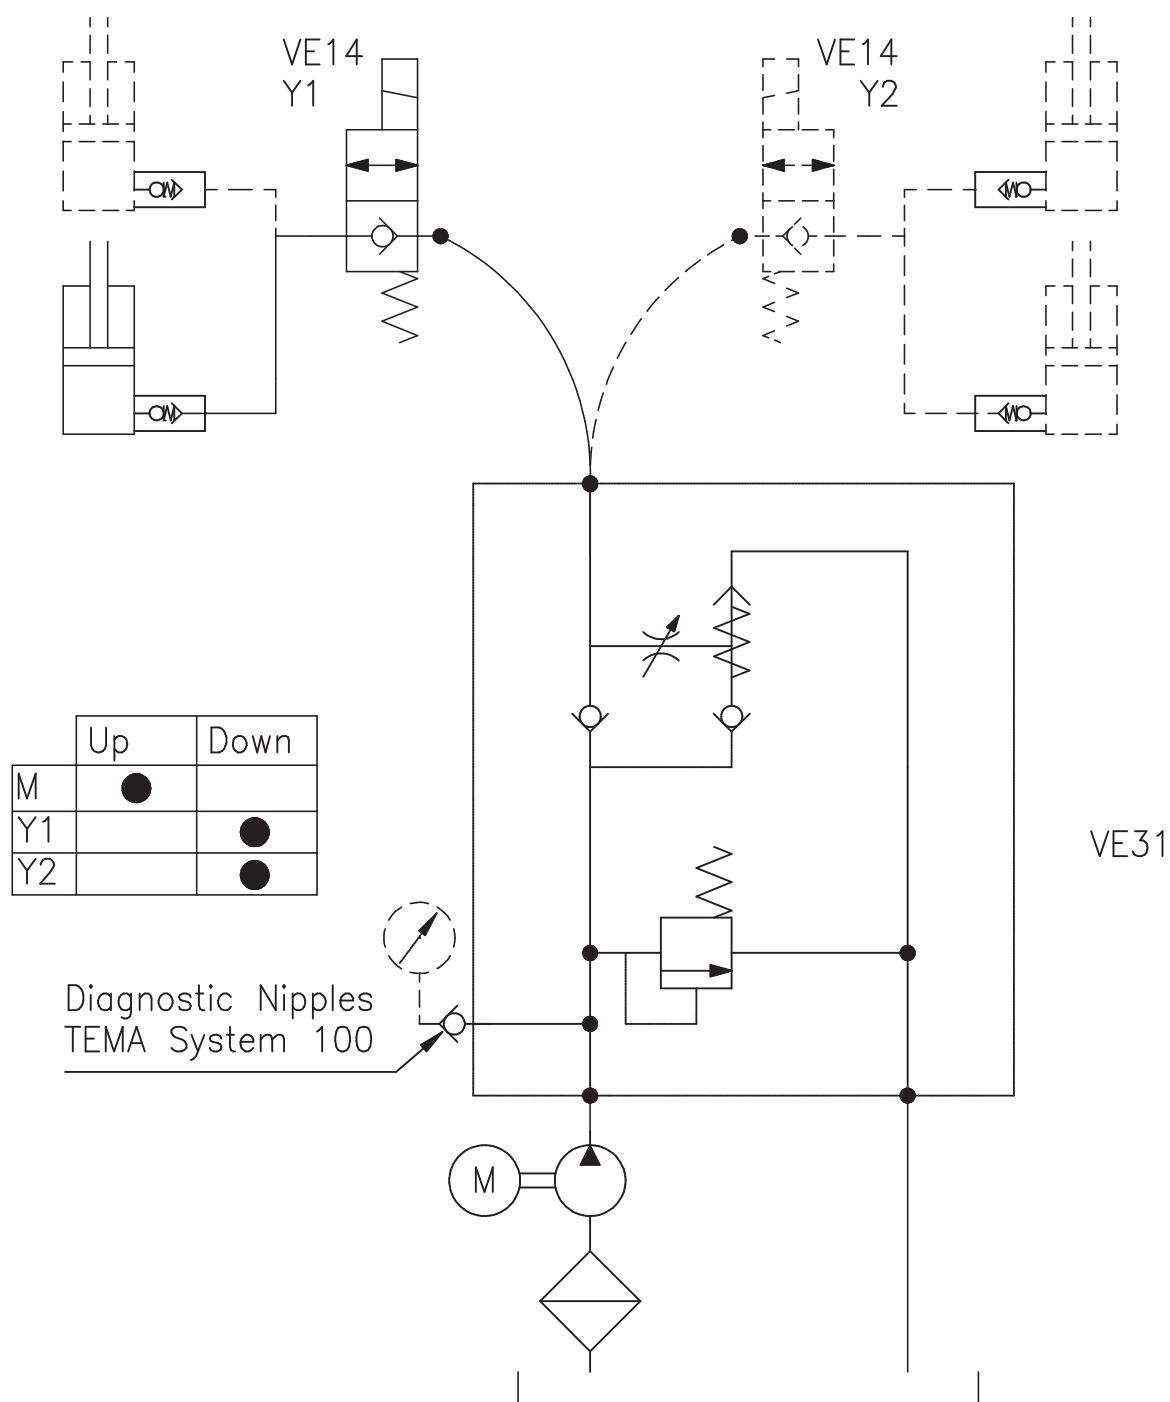 VE14
Y1
VE14
Y2
Up Down
M
Y1
Y2
VE31
Diagnostic Nipples
TEMA System 100
M